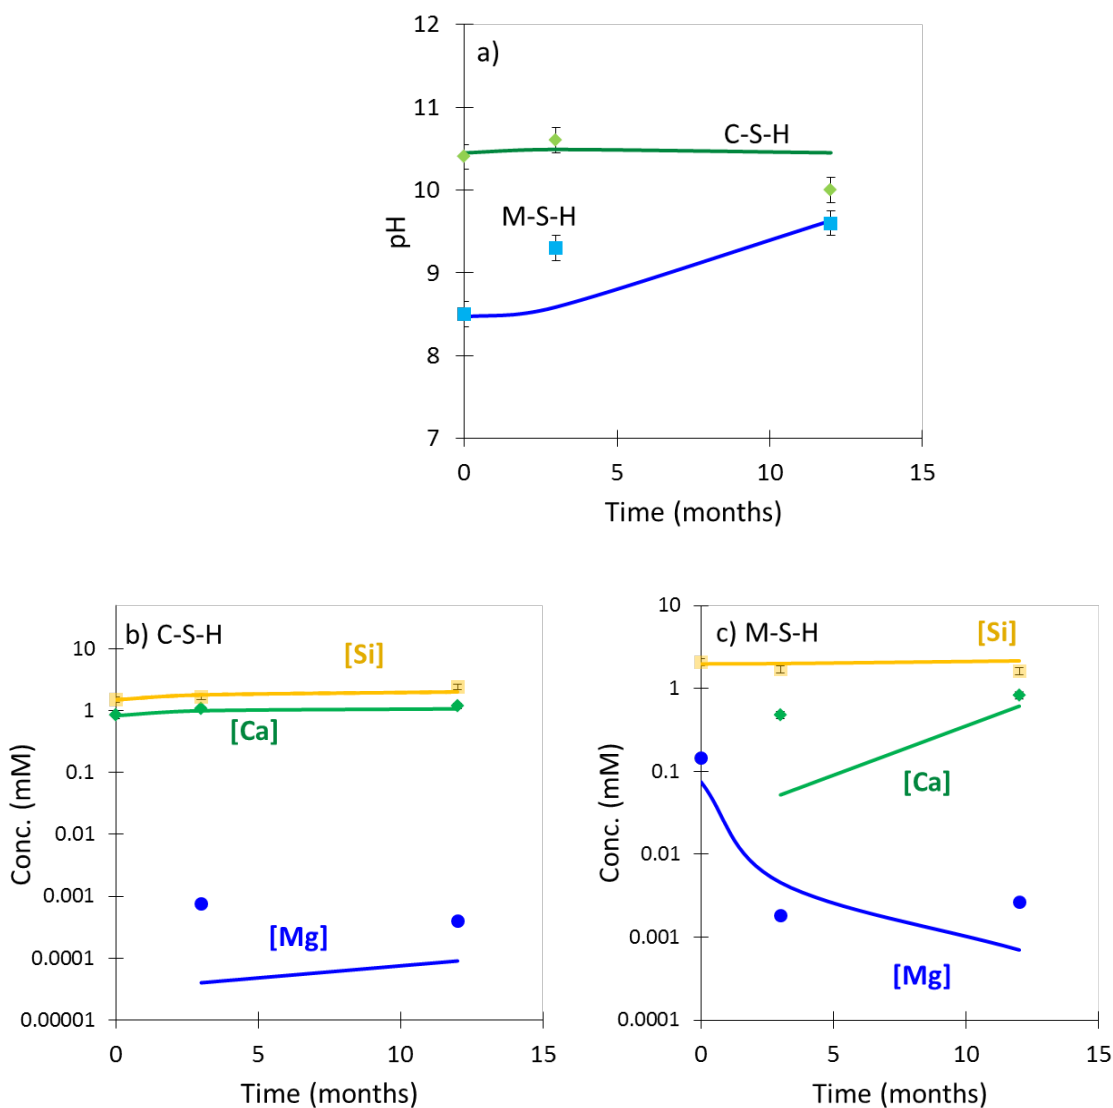 12
a)
11
C-S-H
10
M-S-H
pH
9
8
7
0 5 10 15
Time (months)
b) C-S-H
10
[Si]
1
[Ca]
0.1
Conc. (mM)
0.01
0.001
[Mg]
0.0001
0.00001
0 5 10 15
Time (months)
10
c) M-S-H
[Si]
1
[Ca]
0.1
Conc. (mM)
0.01
0.001
[Mg]
0.0001
0 5 10 15
Time (months)